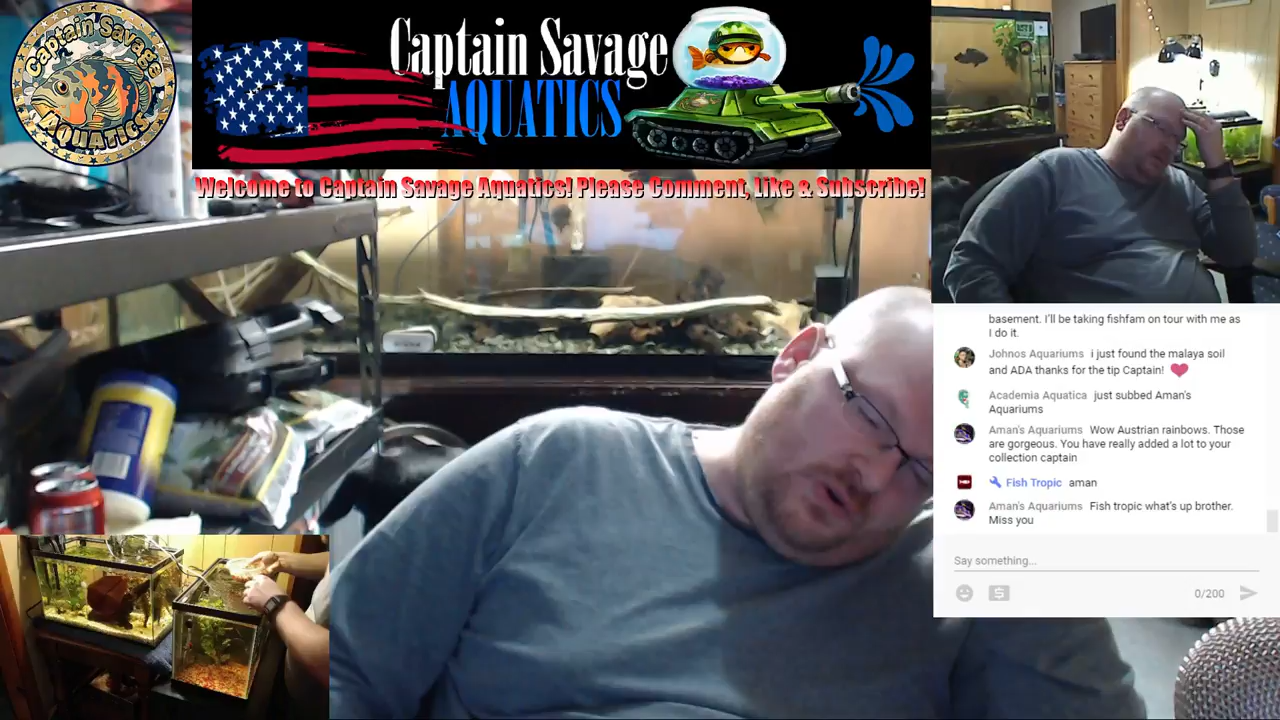 Captain Savage
AQUATICS
Captain Savage
AQUATICS
Welcome to Captain Savage Aquatics! Please Comment, Like & Subscribe!
basement. I'll be taking fishfam on tour with me as
I do it.
Johnos Aquariums i just found the malaya soil
and ADA thanks for the tip Captain!
Academia Aquatica just subbed Aman's
Aquariums
Aman's Aquariums Wow Austrian rainbows. Those
are gorgeous. You have really added a lot to your
collection captain
Fish Tropic aman
Aman's Aquariums Fish tropic what's up brother.
Miss you
Say something...
0/200